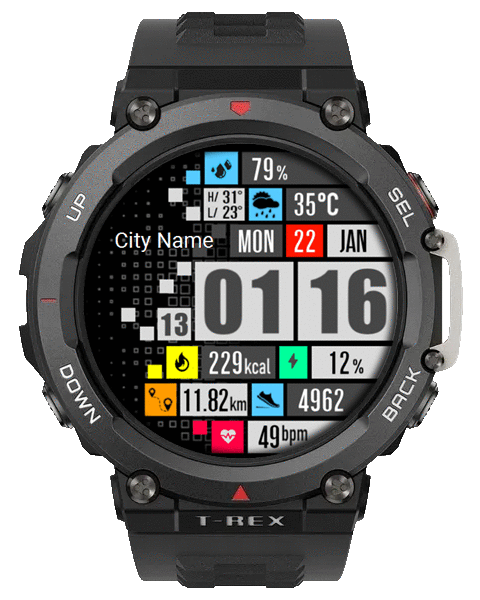 79%
H/ 31°
L/ 23°
35°C
UP
SEL
City Name
MON 22 JAN
01 16
13
229kcal
12%
11.82km
4962
49bpm
DOWN
BACK
T-REX